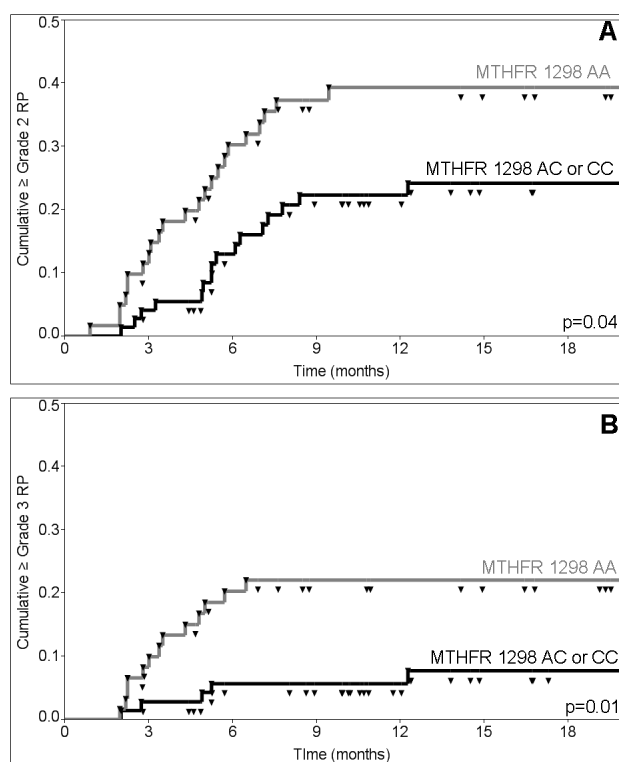 A
0.5
MTHFR 1298 AA
0.4
0.3
MTHFR 1298 AC or CC
0.2
0.1
p=0.04
0.0
0 3 6 9 12 15 18
Time (months)
Cumulative ≥ Grade 2 RP
B
0.5
0.4
0.3
MTHFR 1298 AA
0.2
MTHFR 1298 AC or CC
0.1
p=0.01
0.0
0 3 6 9 12 15 18
TIme (months)
Cumulative ≥ Grade 3 RP